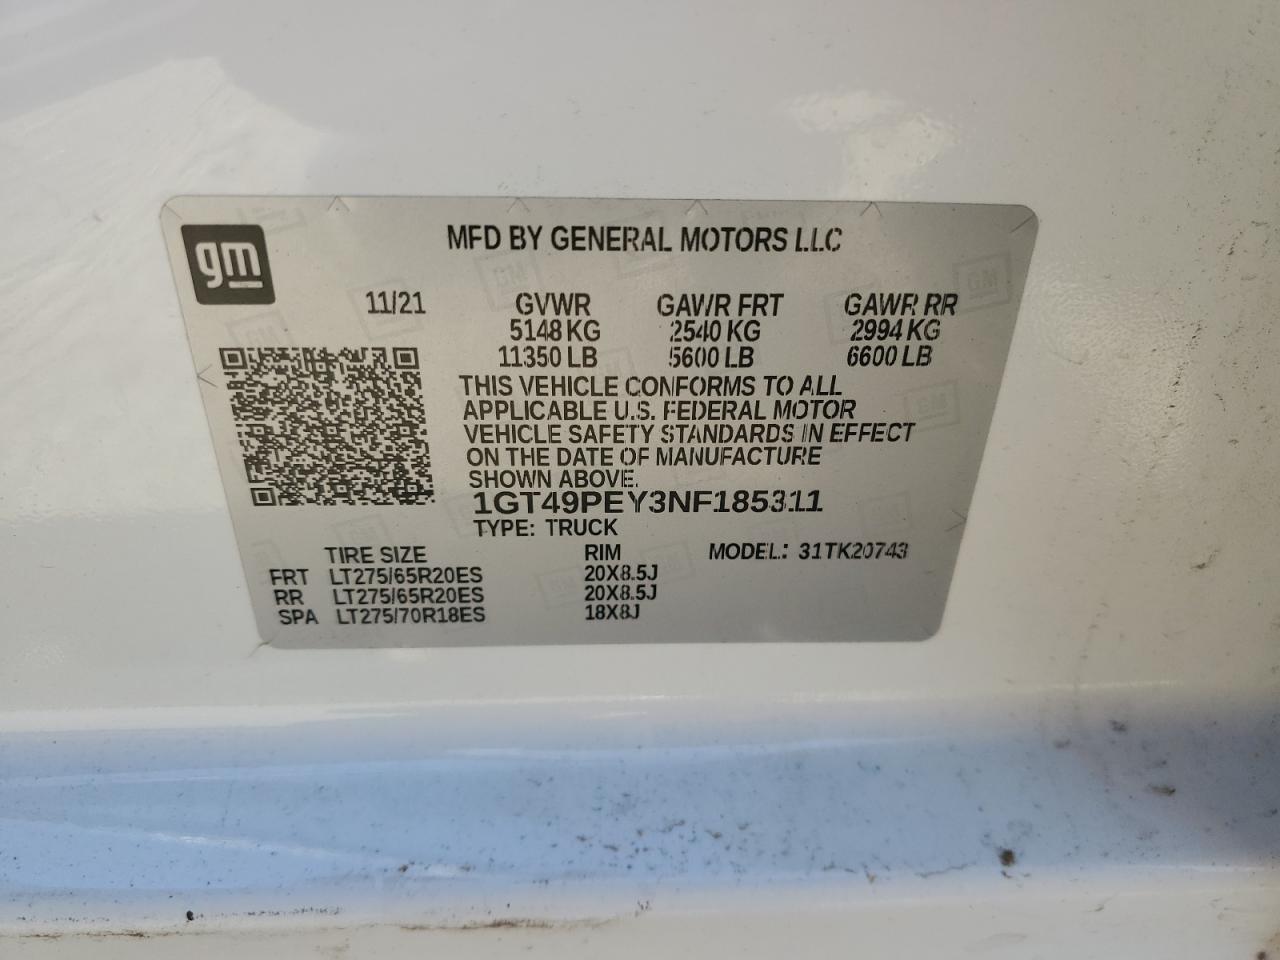 gm
MFD BY GENERAL MOTORS LLC
11/21 GVWR GAWR FRT GAWR RR
5148 KG 2540 KG 2994 KG
11350 LB 5600 LB 6600 LB
THIS VEHICLE CONFORMS TO ALL
APPLICABLE U.S. FEDERAL MOTOR
VEHICLE SAFETY STANDARDS IN EFFECT
ON THE DATE OF MANUFACTURE
SHOWN ABOVE.
1GT49PEY3NF185311
TYPE: TRUCK
TIRE SIZE RIM MODEL: 31TK20743
FRT LT275/65R20ES 20X8.5J
RR LT275/65R20ES 20X8.5J
SPA LT275/70R18ES 18X8J